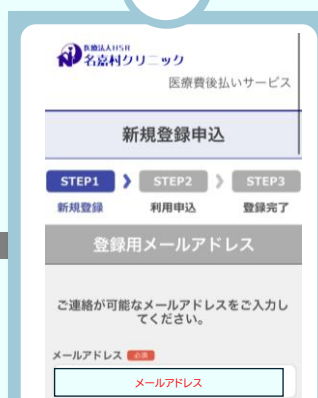 医療法人HSR
名嘉村クリニック
医療費後払いサービス
新規登録申込
STEP1 》 STEP2 》 STEP3
新規登録 利用申込 登録完了
登録用メールアドレス
ご連絡が可能なメールアドレスをご入力し
てください。
メールアドレス 必須
メールアドレス